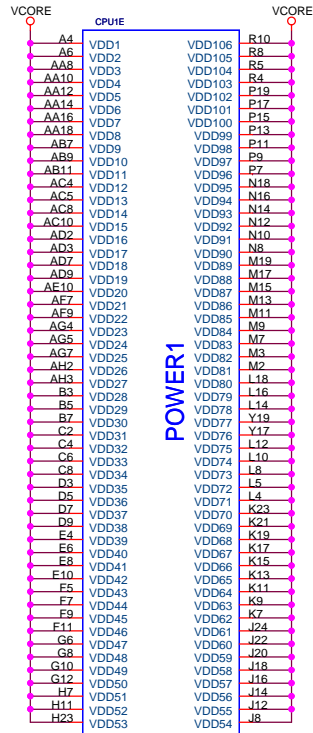 VCORE CPU1E VCORE
A4 VDD1 VDD106 R10
A6 VDD2 VDD105 R8
AA8 VDD3 VDD104 R5
AA10 VDD4 VDD103 R4
AA12 VDD5 VDD102 P19
AA14 VDD6 VDD101 P17
AA16 VDD7 VDD100 P15
AA18 VDD8 VDD99 P13
AB7 VDD9 VDD98 P11
AB9 VDD10 VDD97 P9
AB11 VDD11 VDD96 P7
AC4 VDD12 VDD95 N18
AC5 VDD13 VDD94 N16
AC8 VDD14 VDD93 N14
AC10 VDD15 VDD92 N12
AD2 VDD16 VDD91 N10
AD3 VDD17 VDD90 N8
AD7 VDD18 VDD89 M19
AD9 VDD19 VDD88 M17
AE10 VDD20 VDD87 M15
AF7 VDD21 VDD86 M13
AF9 VDD22 VDD85 M11
AG4 VDD23 VDD84 M9
AG5 VDD24 VDD83 M7
AG7 VDD25 VDD82 M3
AH2 VDD26 VDD81 M2
AH3 VDD27 VDD80 L18
B3 VDD28 VDD79 L16
B5 VDD29 VDD78 L14
B7 VDD30 VDD77 Y19
C2 VDD31 VDD76 Y17
C4 VDD32 VDD75 L12
C6 VDD33 VDD74 L10
C8 VDD34 VDD73 L8
D3 VDD35 VDD72 L5
D5 VDD36 VDD71 L4
D7 VDD37 VDD70 K23
D9 VDD38 VDD69 K21
E4 VDD39 VDD68 K19
E6 VDD40 VDD67 K17
E8 VDD41 VDD66 K15
E10 VDD42 VDD65 K13
F5 VDD43 VDD64 K11
F7 VDD44 VDD63 K9
F9 VDD45 VDD62 K7
F11 VDD46 VDD61 J24
G6 VDD47 VDD60 J22
G8 VDD48 VDD59 J20
G10 VDD49 VDD58 J18
G12 VDD50 VDD57 J16
H7 VDD51 VDD56 J14
H11 VDD52 VDD55 J12
H23 VDD53 VDD54 J8
POWER1